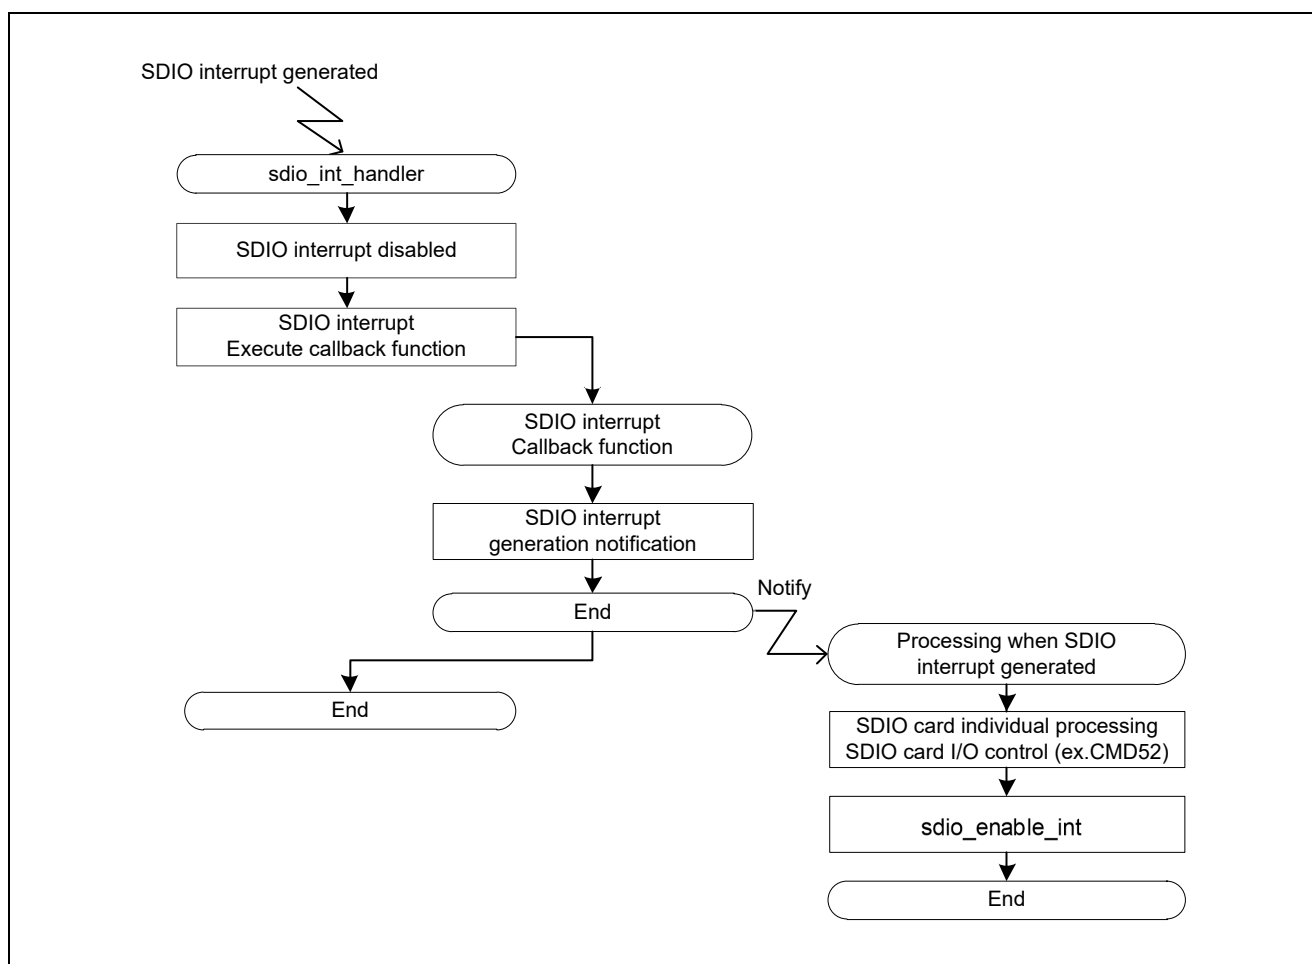 SDIO interrupt generated
sdio_int_handler
SDIO interrupt disabled
SDIO interrupt
Execute callback function
SDIO interrupt
Callback function
SDIO interrupt
generation notification
End
Notify
Processing when SDIO
interrupt generated
End
SDIO card individual processing
SDIO card I/O control (ex.CMD52)
sdio_enable_int
End